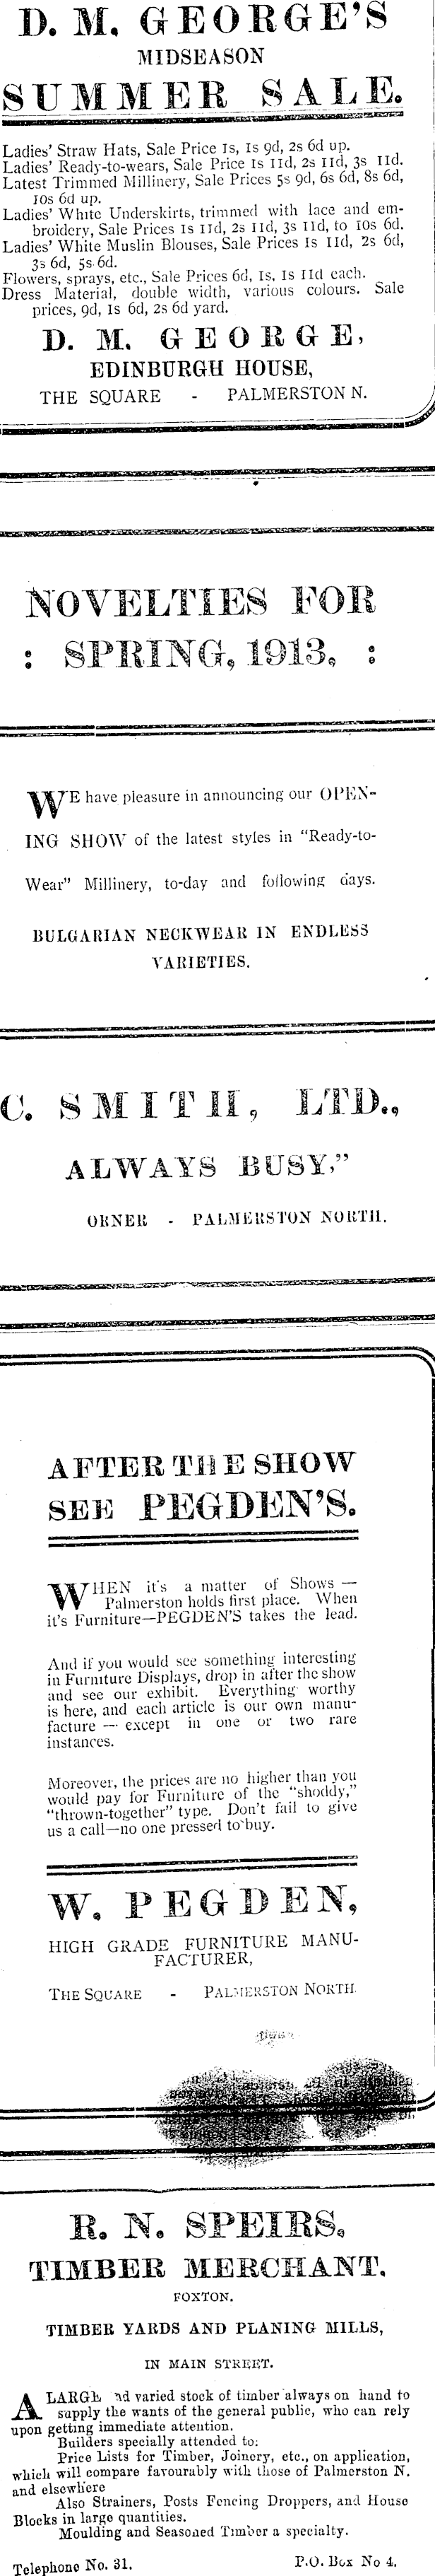 D. M. GEORGE'S
MIDSEASON
SUMMER SALE.
Ladies' Straw Hats, Sale Price 1s, 1s 9d, 2s 6d up.
Ladies' Ready-to-wears, Sale Price 1s 11d, 2s 11d, 3s 11d.
Latest Trimmed Millinery, Sale Prices 5s 9d, 6s 6d, 8s 6d,
10s 6d up.
Ladies' White Underskirts, trimmed with lace and em-
broidery, Sale Prices 1s 11d, 2s 11d, 3s 11d, to 10s 6d.
Ladies' White Muslin Blouses, Sale Prices 1s 11d, 2s 6d,
3s 6d, 5s 6d.
Flowers, sprays, etc., Sale Prices 6d, 1s, 1s 11d each.
Dress Material, double width, various colours. Sale
prices, 9d, 1s 6d, 2s 6d yard.
D. M. GEORGE,
EDINBURGH HOUSE,
THE SQUARE - PALMERSTON N.
NOVELTIES FOR
: SPRING, 1913, :
WE have pleasure in announcing our OPEN-
ING SHOW of the latest styles in "Ready-to-
Wear" Millinery, to-day and following days.
BULGARIAN NECKWEAR IN ENDLESS
VARIETIES.
C. SMITH, LTD.,
ALWAYS BUSY,"
ORNER - PALMERSTON NORTH.
AFTER THE SHOW
SEE PEGDEN'S.
WHEN it's a matter of Shows—
Palmerston holds first place. When
it's Furniture—PEGDEN'S takes the lead.
And if you would see something interesting
in Furniture Displays, drop in after the show
and see our exhibit. Everything worthy
is here, and each article is our own manu-
facture — except in one or two rare
instances.
Moreover, the prices are no higher than you
would pay for Furniture of the "shoddy,"
"thrown-together" type. Don't fail to give
us a call—no one pressed to buy.
W. PEGDEN,
HIGH GRADE FURNITURE MANU-
FACTURER,
THE SQUARE - PALMERSTON NORTH
R. N. SPEIRS,
TIMBER MERCHANT,
FOXTON.
TIMBER YARDS AND PLANING MILLS,
IN MAIN STREET.
A LARGE nd varied stock of timber always on hand to
supply the wants of the general public, who can rely
upon getting immediate attention.
Builders specially attended to:
Price Lists for Timber, Joinery, etc., on application,
which will compare favourably with those of Palmerston N.
and elsewhere
Also Strainers, Posts Fencing Droppers, and House
Blocks in large quantities.
Moulding and Seasoned Timber a specialty.
Telephone No. 31. P.O. Box No 4.